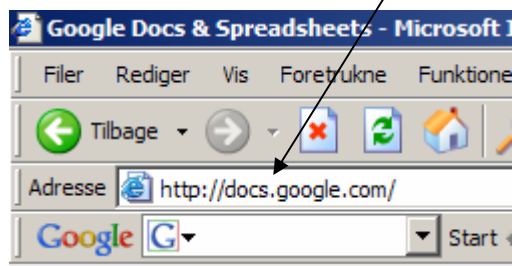 Google Docs & Spreadsheets - Microsoft I
Filer Rediger Vis Foretrukne Funktione
Tilbage
Adresse http://docs.google.com/
Google G Start